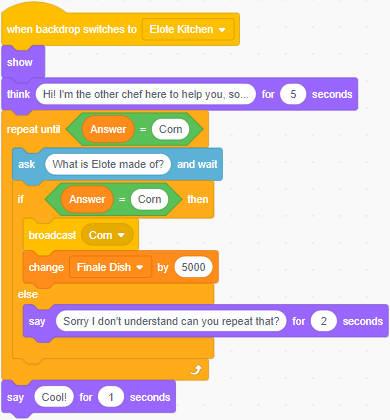 when backdrop switches to Elote Kitchen
show
think Hi! I'm the other chef here to help you, so... for 5 seconds
repeat until Answer = Corn
ask What is Elote made of? and wait
if Answer = Corn then
broadcast Corn
change Finale Dish by 5000
else
say Sorry I don't understand can you repeat that? for 2 seconds
say Cool! for 1 seconds